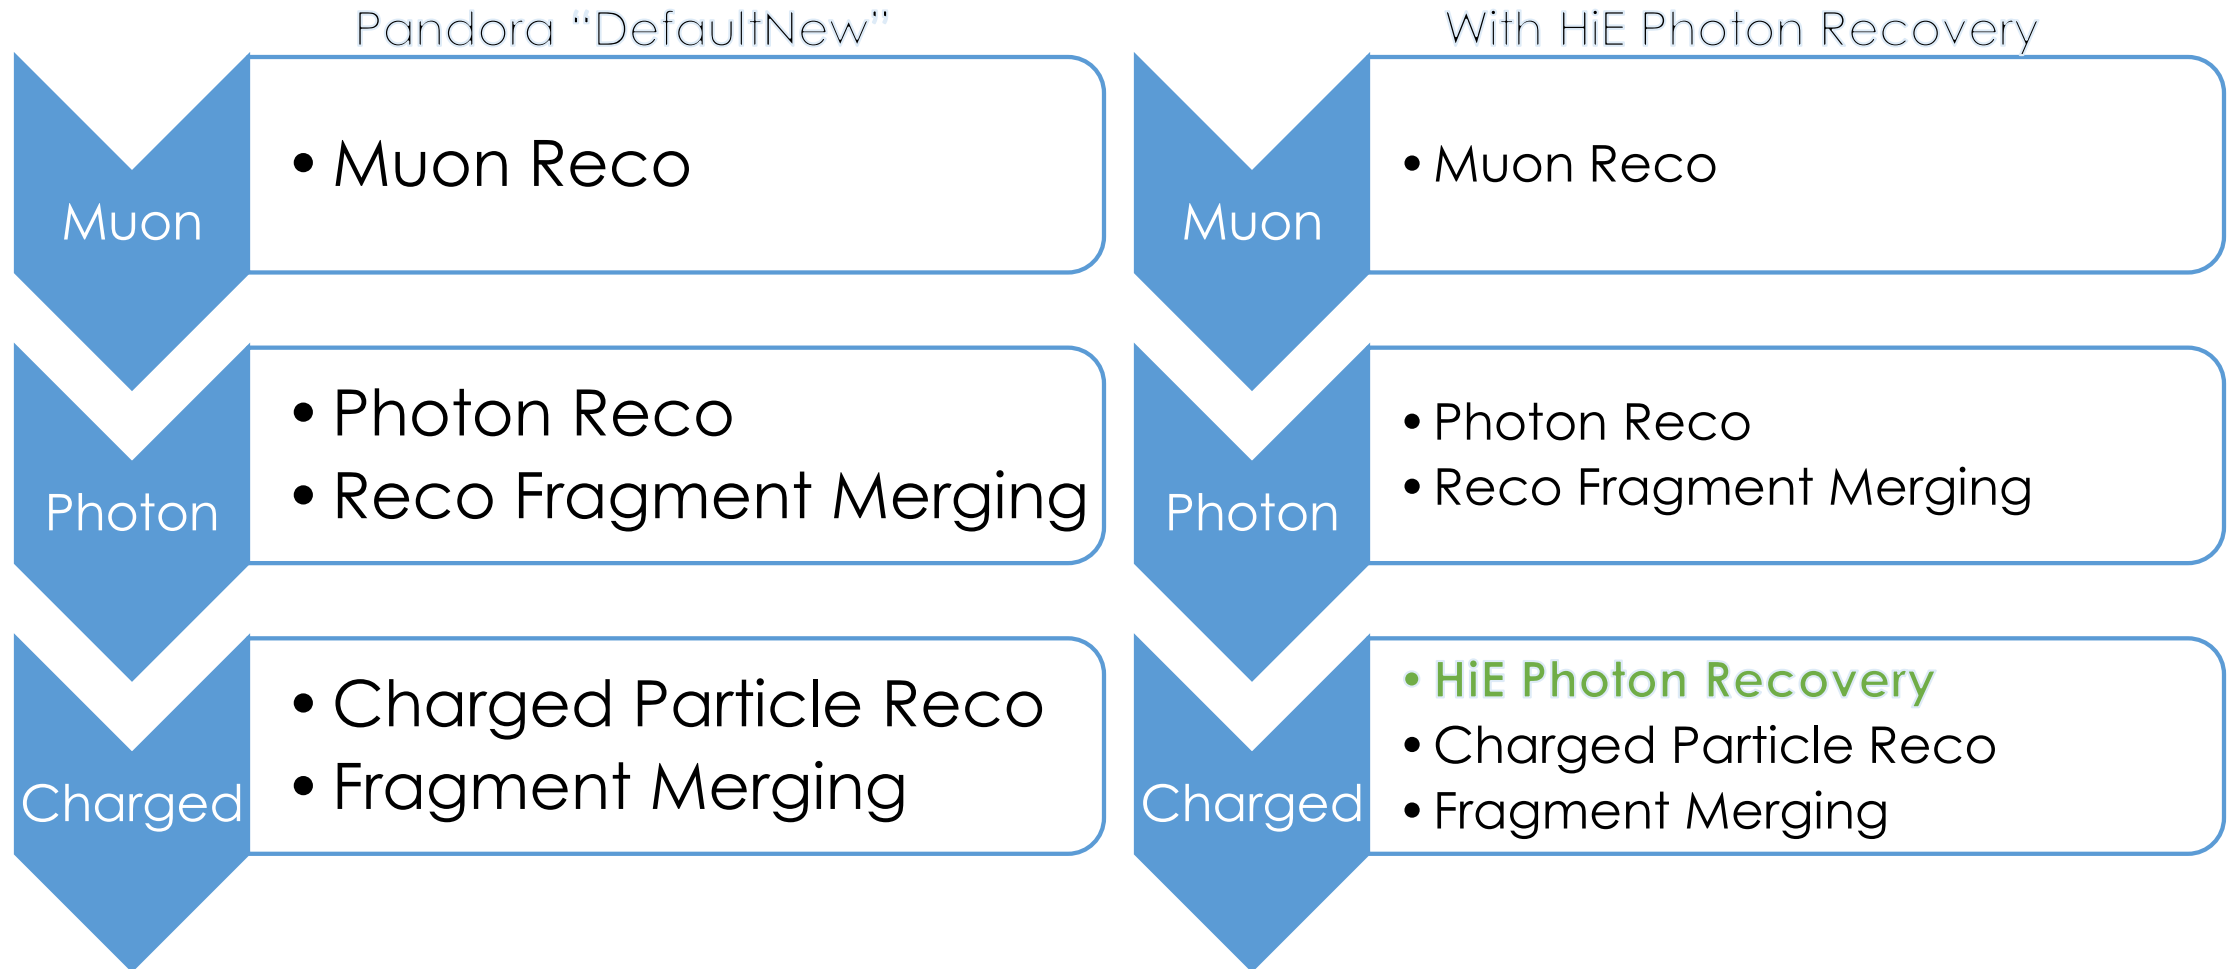 Pandora “DefaultNew”
Muon
• Muon Reco
Photon
• Photon Reco
• Reco Fragment Merging
Charged
• Charged Particle Reco
• Fragment Merging
With HiE Photon Recovery
Muon
• Muon Reco
Photon
• Photon Reco
• Reco Fragment Merging
Charged
• HiE Photon Recovery
• Charged Particle Reco
• Fragment Merging